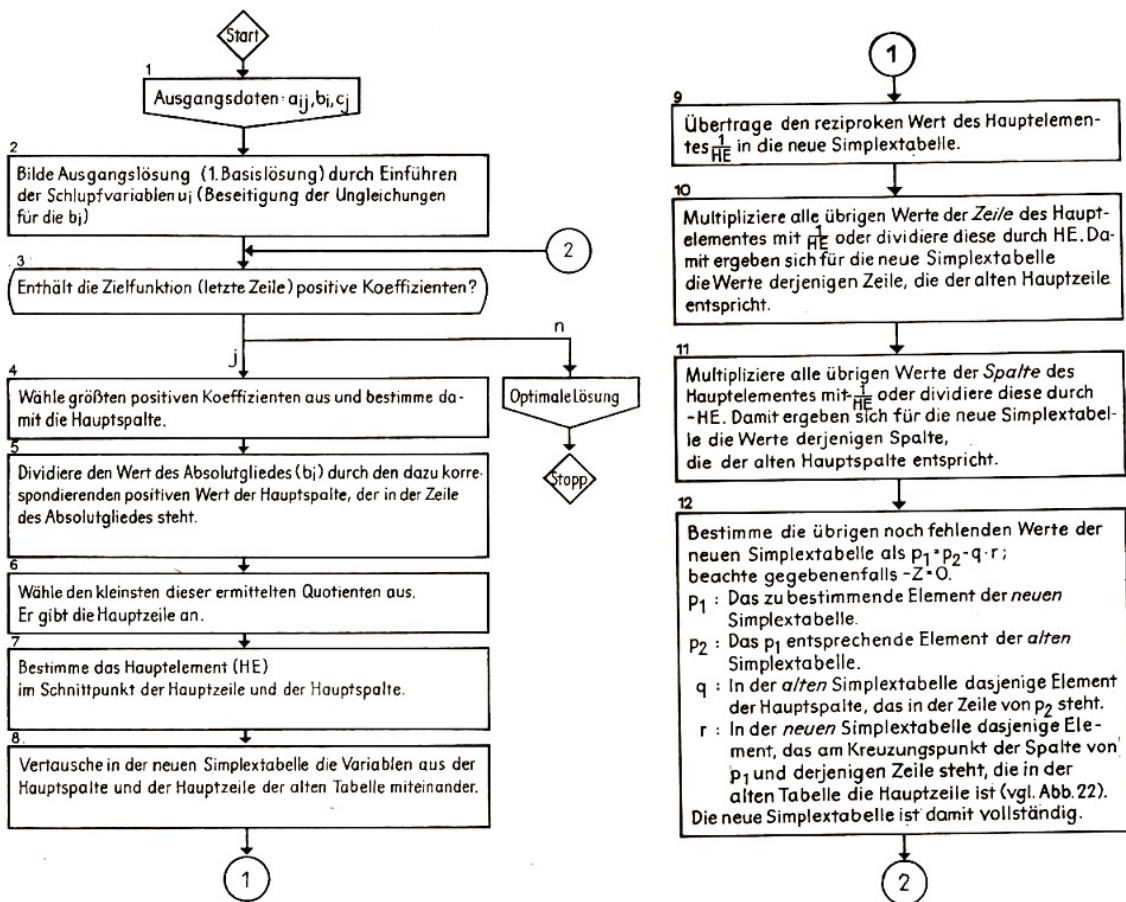 Start
1
Ausgangsdaten: aij, bi, cj
2
Bilde Ausgangslösung (1. Basislösung) durch Einführen
der Schlupfvariablen ui (Beseitigung der Ungleichungen
für die bi)
2
3
Enthält die Zielfunktion (letzte Zeile) positive Koeffizienten?
j
n
4
Wähle größten positiven Koeffizienten aus und bestimme da-
mit die Hauptspalte.
Optimale Lösung
Stopp
5
Dividiere den Wert des Absolutgliedes (bi) durch den dazu korre-
spondierenden positiven Wert der Hauptspalte, der in der Zeile
des Absolutgliedes steht.
6
Wähle den kleinsten dieser ermittelten Quotienten aus.
Er gibt die Hauptzeile an.
7
Bestimme das Hauptelement (HE)
im Schnittpunkt der Hauptzeile und der Hauptspalte.
8
Vertausche in der neuen Simplextabelle die Variablen aus der
Hauptspalte und der Hauptzeile der alten Tabelle miteinander.
1
1
9
Übertrage den reziproken Wert des Hauptelemen-
tes 1/HE in die neue Simplextabelle.
10
Multipliziere alle übrigen Werte der Zeile des Haupt-
elementes mit 1/HE oder dividiere diese durch HE. Da-
mit ergeben sich für die neue Simplextabelle
die Werte derjenigen Zeile, die der alten Hauptzeile
entspricht.
11
Multipliziere alle übrigen Werte der Spalte des
Hauptelementes mit -1/HE oder dividiere diese durch
-HE. Damit ergeben sich für die neue Simplextabel-
le die Werte derjenigen Spalte,
die der alten Hauptspalte entspricht.
12
Bestimme die übrigen noch fehlenden Werte der
neuen Simplextabelle als p1 = p2 - q · r;
beachte gegebenenfalls -Z = 0.
p1 : Das zu bestimmende Element der neuen
Simplextabelle.
p2 : Das p1 entsprechende Element der alten
Simplextabelle.
q : In der alten Simplextabelle dasjenige Element
der Hauptspalte, das in der Zeile von p2 steht.
r : In der neuen Simplextabelle dasjenige Ele-
ment, das am Kreuzungspunkt der Spalte von
p1 und derjenigen Zeile steht, die in der
alten Tabelle die Hauptzeile ist (vgl. Abb. 22).
Die neue Simplextabelle ist damit vollständig.
2